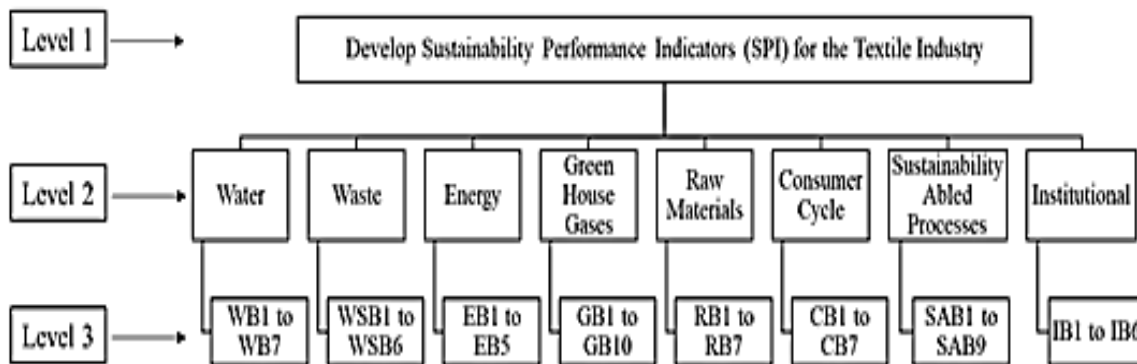 Level 1
Develop Sustainability Performance Indicators (SPI) for the Textile Industry
Level 2
Water
Waste
Energy
Green
House
Gases
Raw
Materials
Consumer
Cycle
Sustainability
Abled
Processes
Institutional
Level 3
WB1 to
WB7
WSB1 to
WSB6
EB1 to
EB5
GB1 to
GB10
RB1 to
RB7
CB1 to
CB7
SAB1 to
SAB9
IB1 to IB6